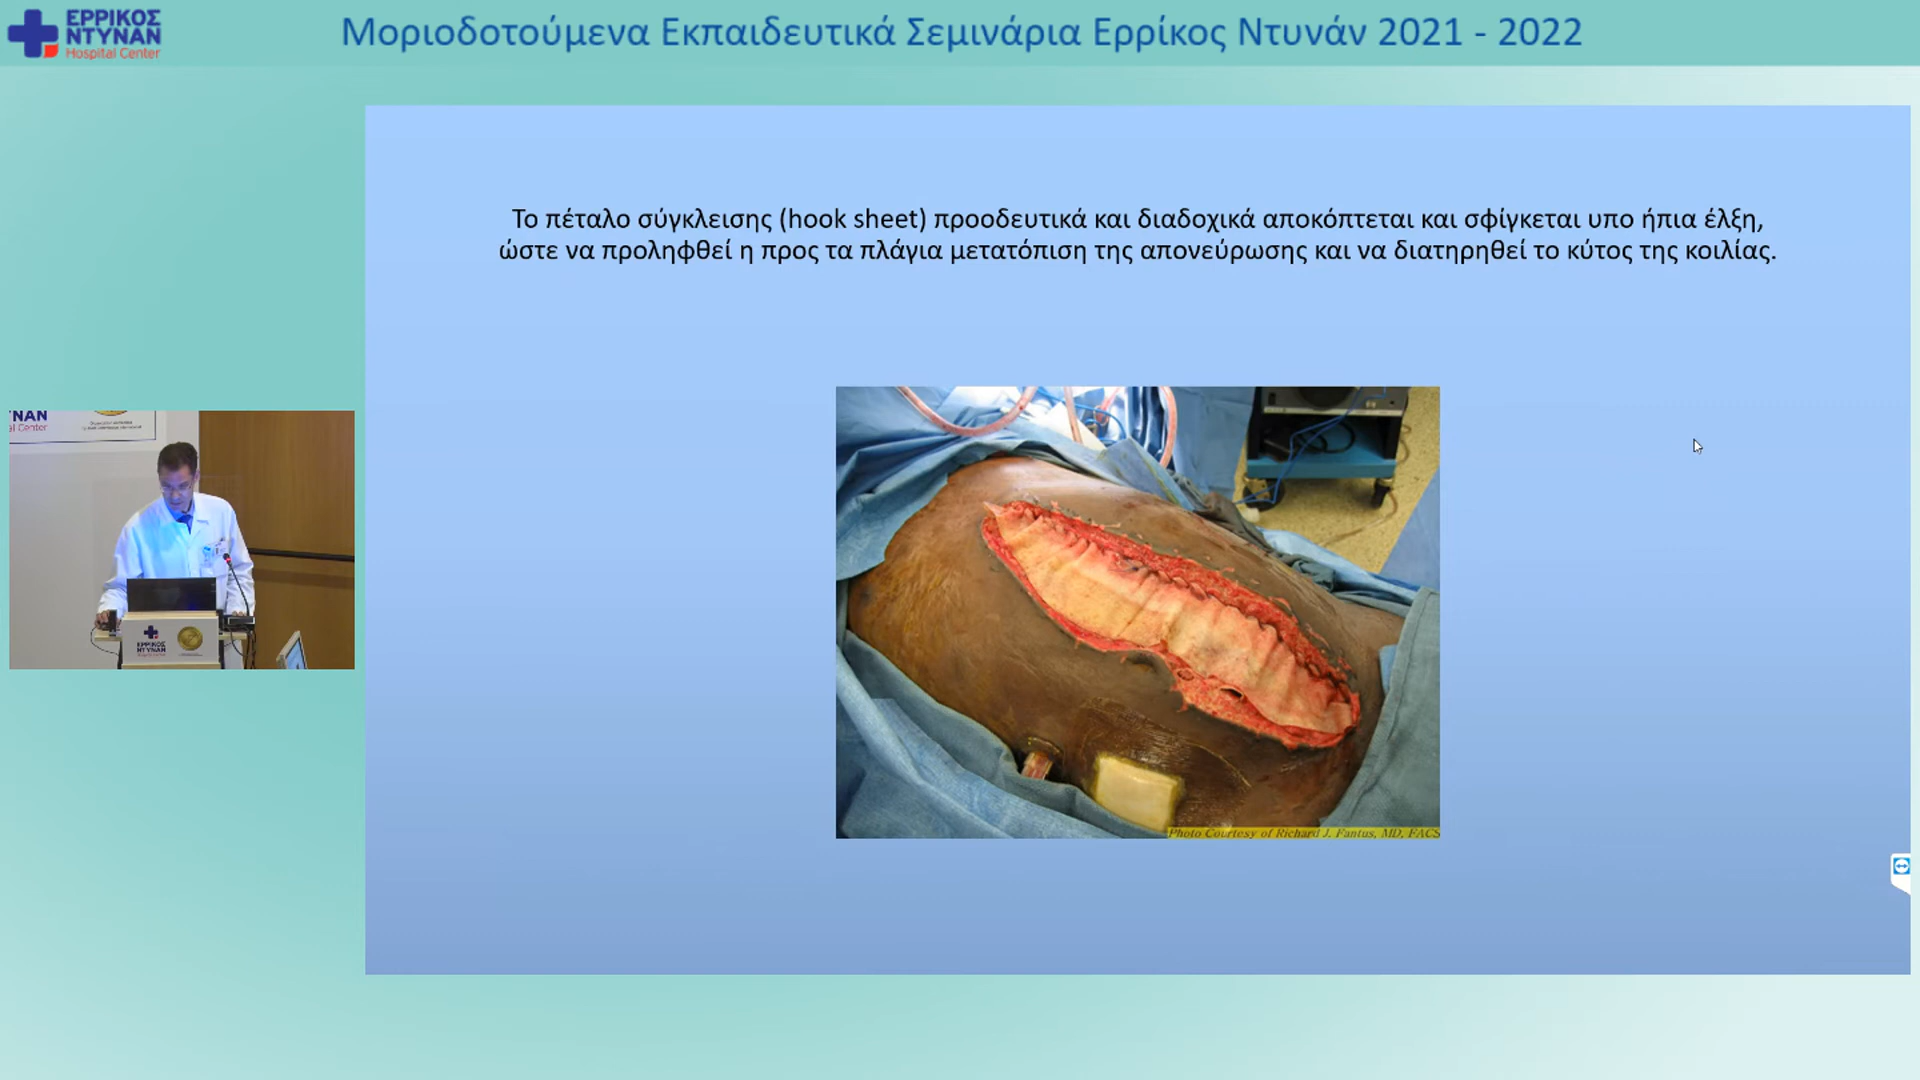 ΕΡΡΙΚΟΣ
ΝΤΥΝΑΝ
Hospital Center
Μοριοδοτούμενα Εκπαιδευτικά Σεμινάρια Ερρίκος Ντυνάν 2021 - 2022
Το πέταλο σύγκλεισης (hook sheet) προοδευτικά και διαδοχικά αποκόπτεται και σφίγκεται υπο ήπια έλξη,
ώστε να προληφθεί η προς τα πλάγια μετατόπιση της απονεύρωσης και να διατηρηθεί το κύτος της κοιλίας.
ΕΡΡΙΚΟΣ
ΝΤΥΝΑΝ
Photo Courtesy of Richard J. Fantus, MD, FACS